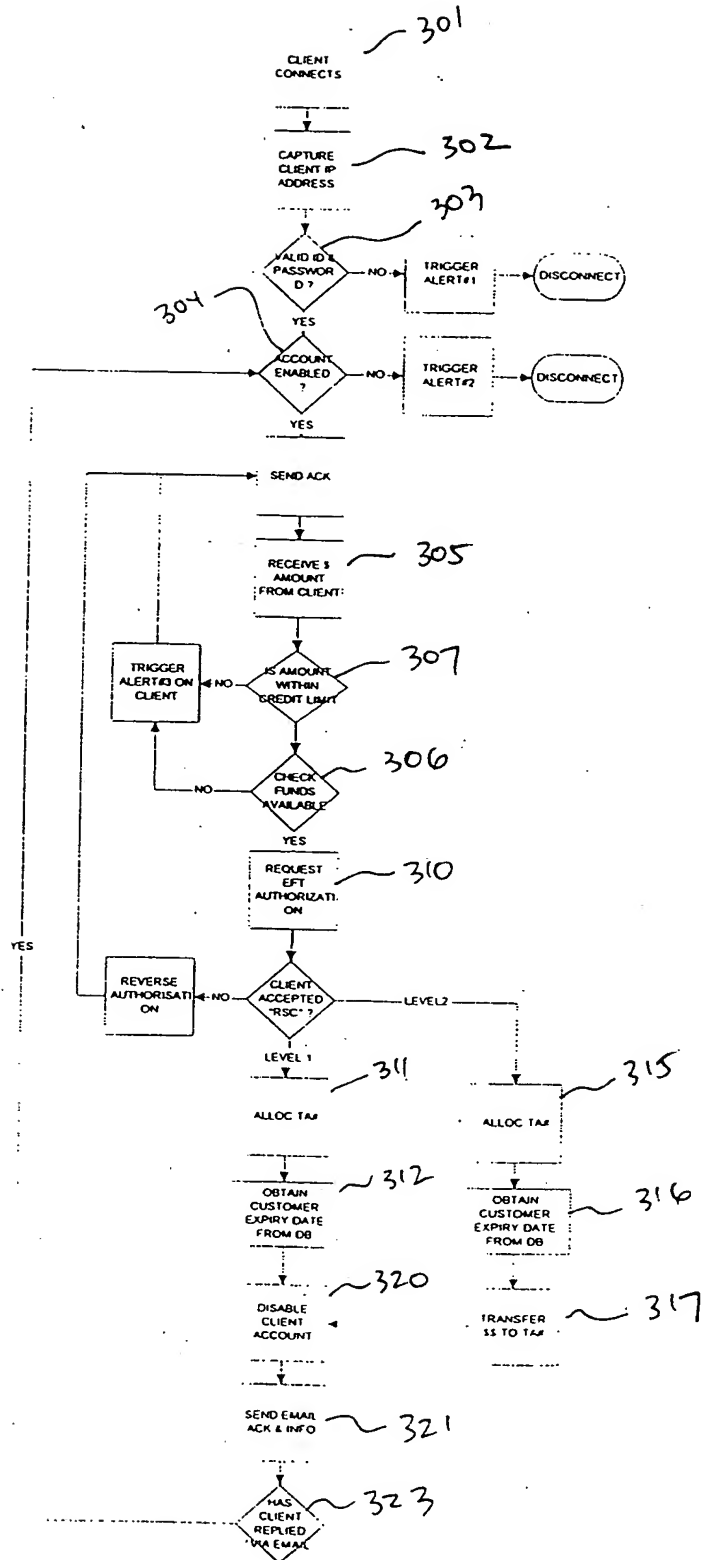 301
CLIENT
CONNECTS
302
CAPTURE
CLIENT IP
ADDRESS
303
VALID ID &
PASSWOR
D ?
NO
TRIGGER
ALERT#1
DISCONNECT
YES
304
ACCOUNT
ENABLED
?
NO
TRIGGER
ALERT#2
DISCONNECT
YES
SEND ACK
305
RECEIVE $
AMOUNT
FROM CLIENT
307
IS AMOUNT
WITHIN
CREDIT LIMIT
NO
TRIGGER
ALERT#3 ON
CLIENT
306
CHECK
FUNDS
AVAILABLE
NO
YES
310
REQUEST
EFT
AUTHORIZATI
ON
YES
CLIENT
ACCEPTED
"RSC" ?
NO
REVERSE
AUTHORISATI
ON
LEVEL2
LEVEL 1
311
ALLOC TA#
315
ALLOC TA#
312
OBTAIN
CUSTOMER
EXPIRY DATE
FROM DB
316
OBTAIN
CUSTOMER
EXPIRY DATE
FROM DB
320
DISABLE
CLIENT
ACCOUNT
317
TRANSFER
$$ TO TA#
321
SEND EMAIL
ACK & INFO
323
HAS
CLIENT
REPLIED
VIA EMAIL